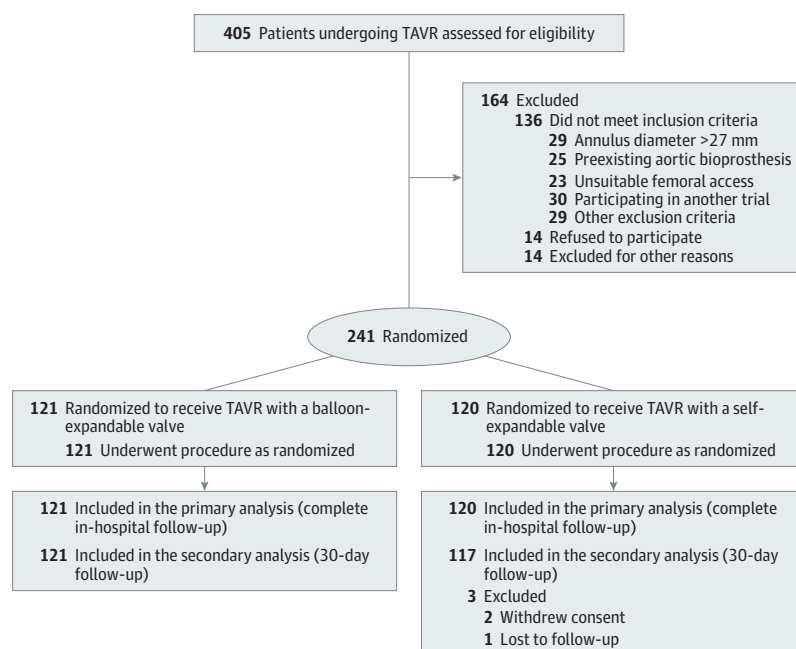 405 Patients undergoing TAVR assessed for eligibility
164 Excluded
136 Did not meet inclusion criteria
29 Annulus diameter >27 mm
25 Preexisting aortic bioprosthesis
23 Unsuitable femoral access
30 Participating in another trial
29 Other exclusion criteria
14 Refused to participate
14 Excluded for other reasons
241 Randomized
121 Randomized to receive TAVR with a balloon-
expandable valve
121 Underwent procedure as randomized
120 Randomized to receive TAVR with a self-
expandable valve
120 Underwent procedure as randomized
121 Included in the primary analysis (complete
in-hospital follow-up)
121 Included in the secondary analysis (30-day
follow-up)
120 Included in the primary analysis (complete
in-hospital follow-up)
117 Included in the secondary analysis (30-day
follow-up)
3 Excluded
2 Withdrew consent
1 Lost to follow-up